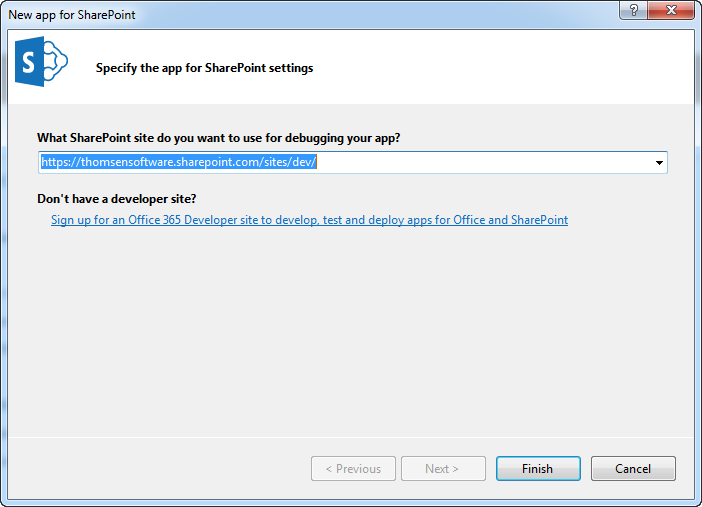 New app for SharePoint
?
S
Specify the app for SharePoint settings
What SharePoint site do you want to use for debugging your app?
https://thomsensoftware.sharepoint.com/sites/dev/
Don't have a developer site?
Sign up for an Office 365 Developer site to develop, test and deploy apps for Office and SharePoint
< Previous Next > Finish Cancel